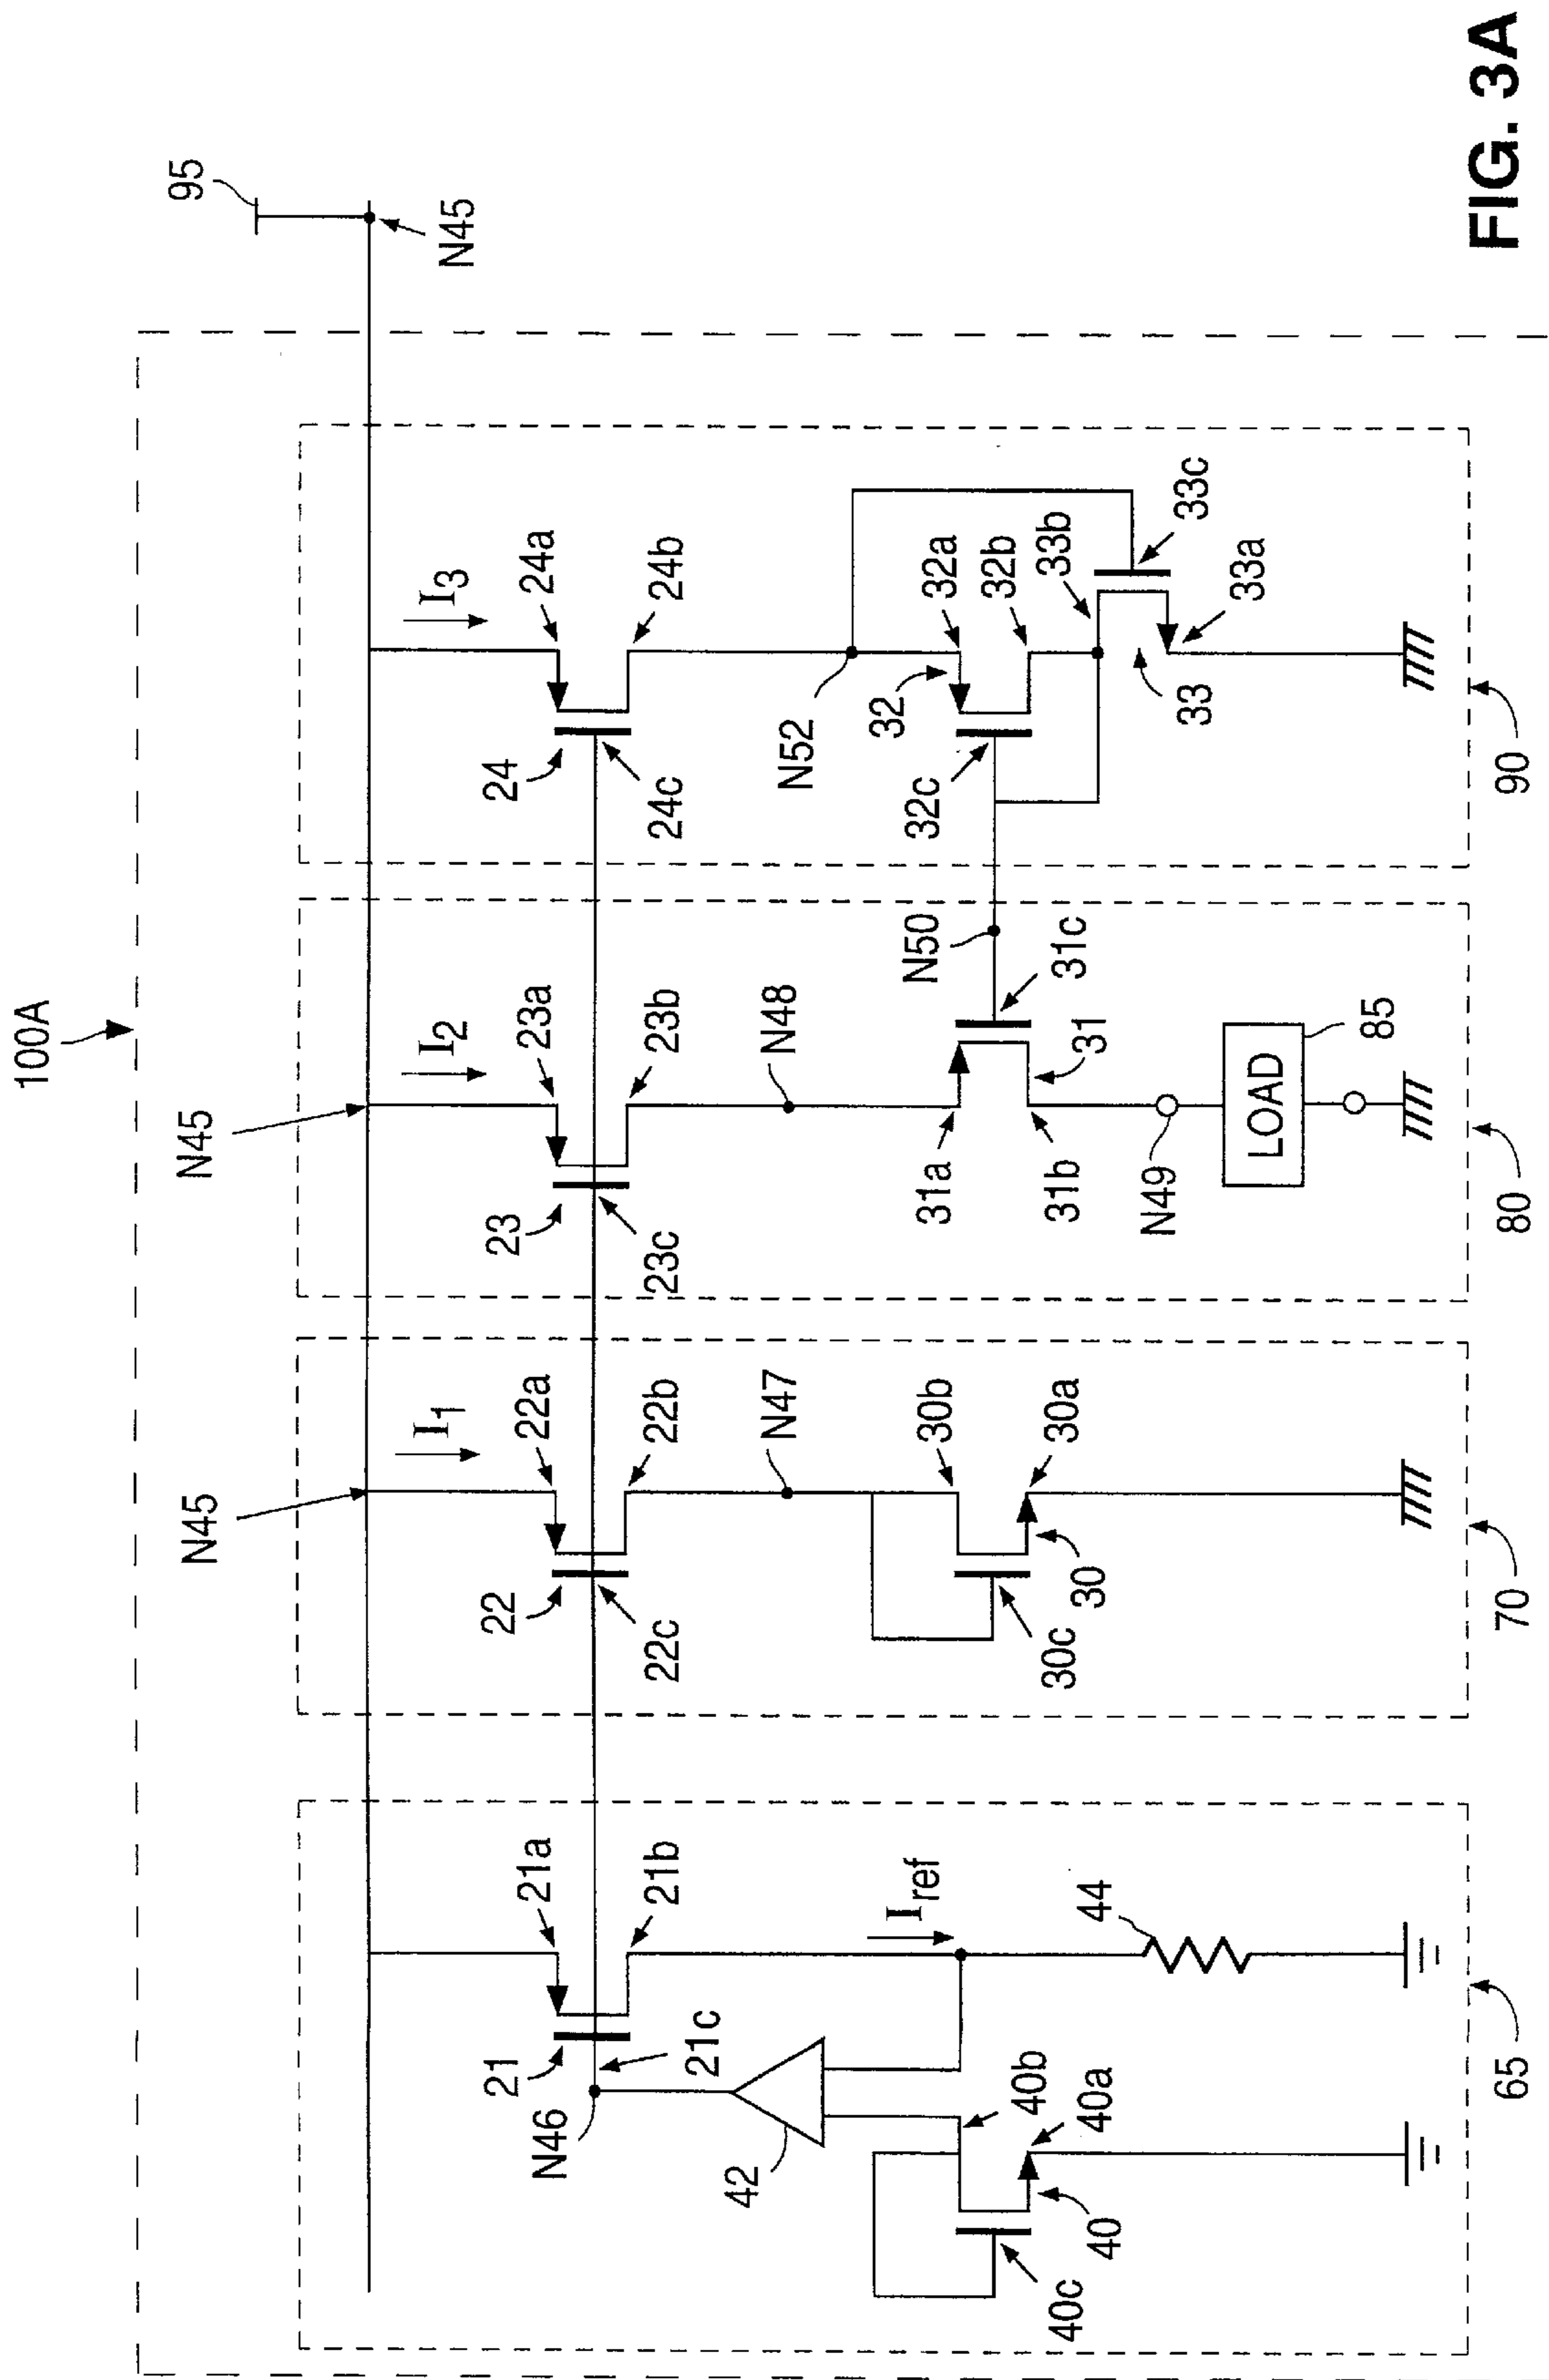 100A
95
N45
N45
N45
I1
I2
I3
21a
21b
21
21c
N46
22a
22b
22
22c
23a
23b
23
23c
24a
24b
24
24c
42
Iref
44
40b
40a
40
40c
N47
30b
30a
30
30c
N48
N50
31c
31a
31
31b
N49
LOAD
85
N52
32a
32
32b
32c
33b
33c
33a
33
65
70
80
90
FIG. 3A